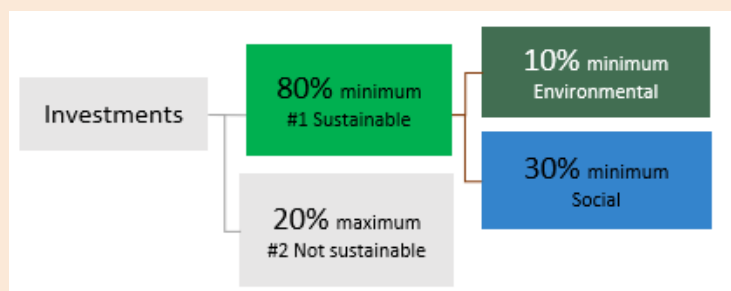 Investments
80% minimum
#1 Sustainable
20% maximum
#2 Not sustainable
10% minimum
Environmental
30% minimum
Social